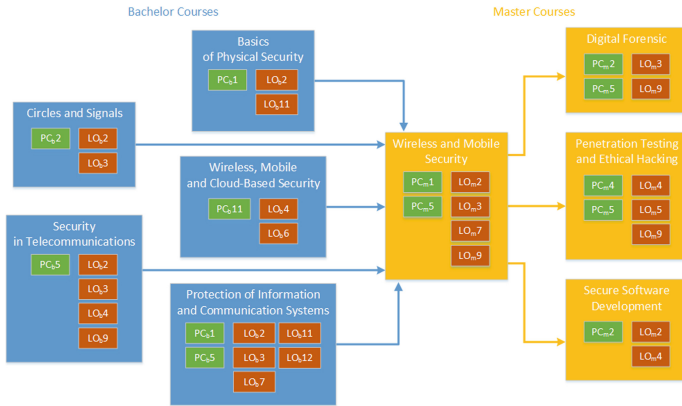 Bachelor Courses
Master Courses
Basics
of Physical Security
PCb1 LOb2
LOb11
Circles and Signals
PCb2 LOb2
LOb3
Wireless, Mobile
and Cloud-Based Security
PCb11 LOb4
LOb6
Security
in Telecommunications
PCb5 LOb2
LOb3
LOb4
LOb9
Protection of Information
and Communication Systems
PCb1 LOb2 LOb11
PCb5 LOb3 LOb12
LOb7
Wireless and Mobile
Security
PCm1 LOm2
PCm5 LOm3
LOm7
LOm9
Digital Forensic
PCm2 LOm3
PCm5 LOm9
Penetration Testing
and Ethical Hacking
PCm4 LOm4
PCm5 LOm5
LOm9
Secure Software
Development
PCm2 LOm2
LOm4